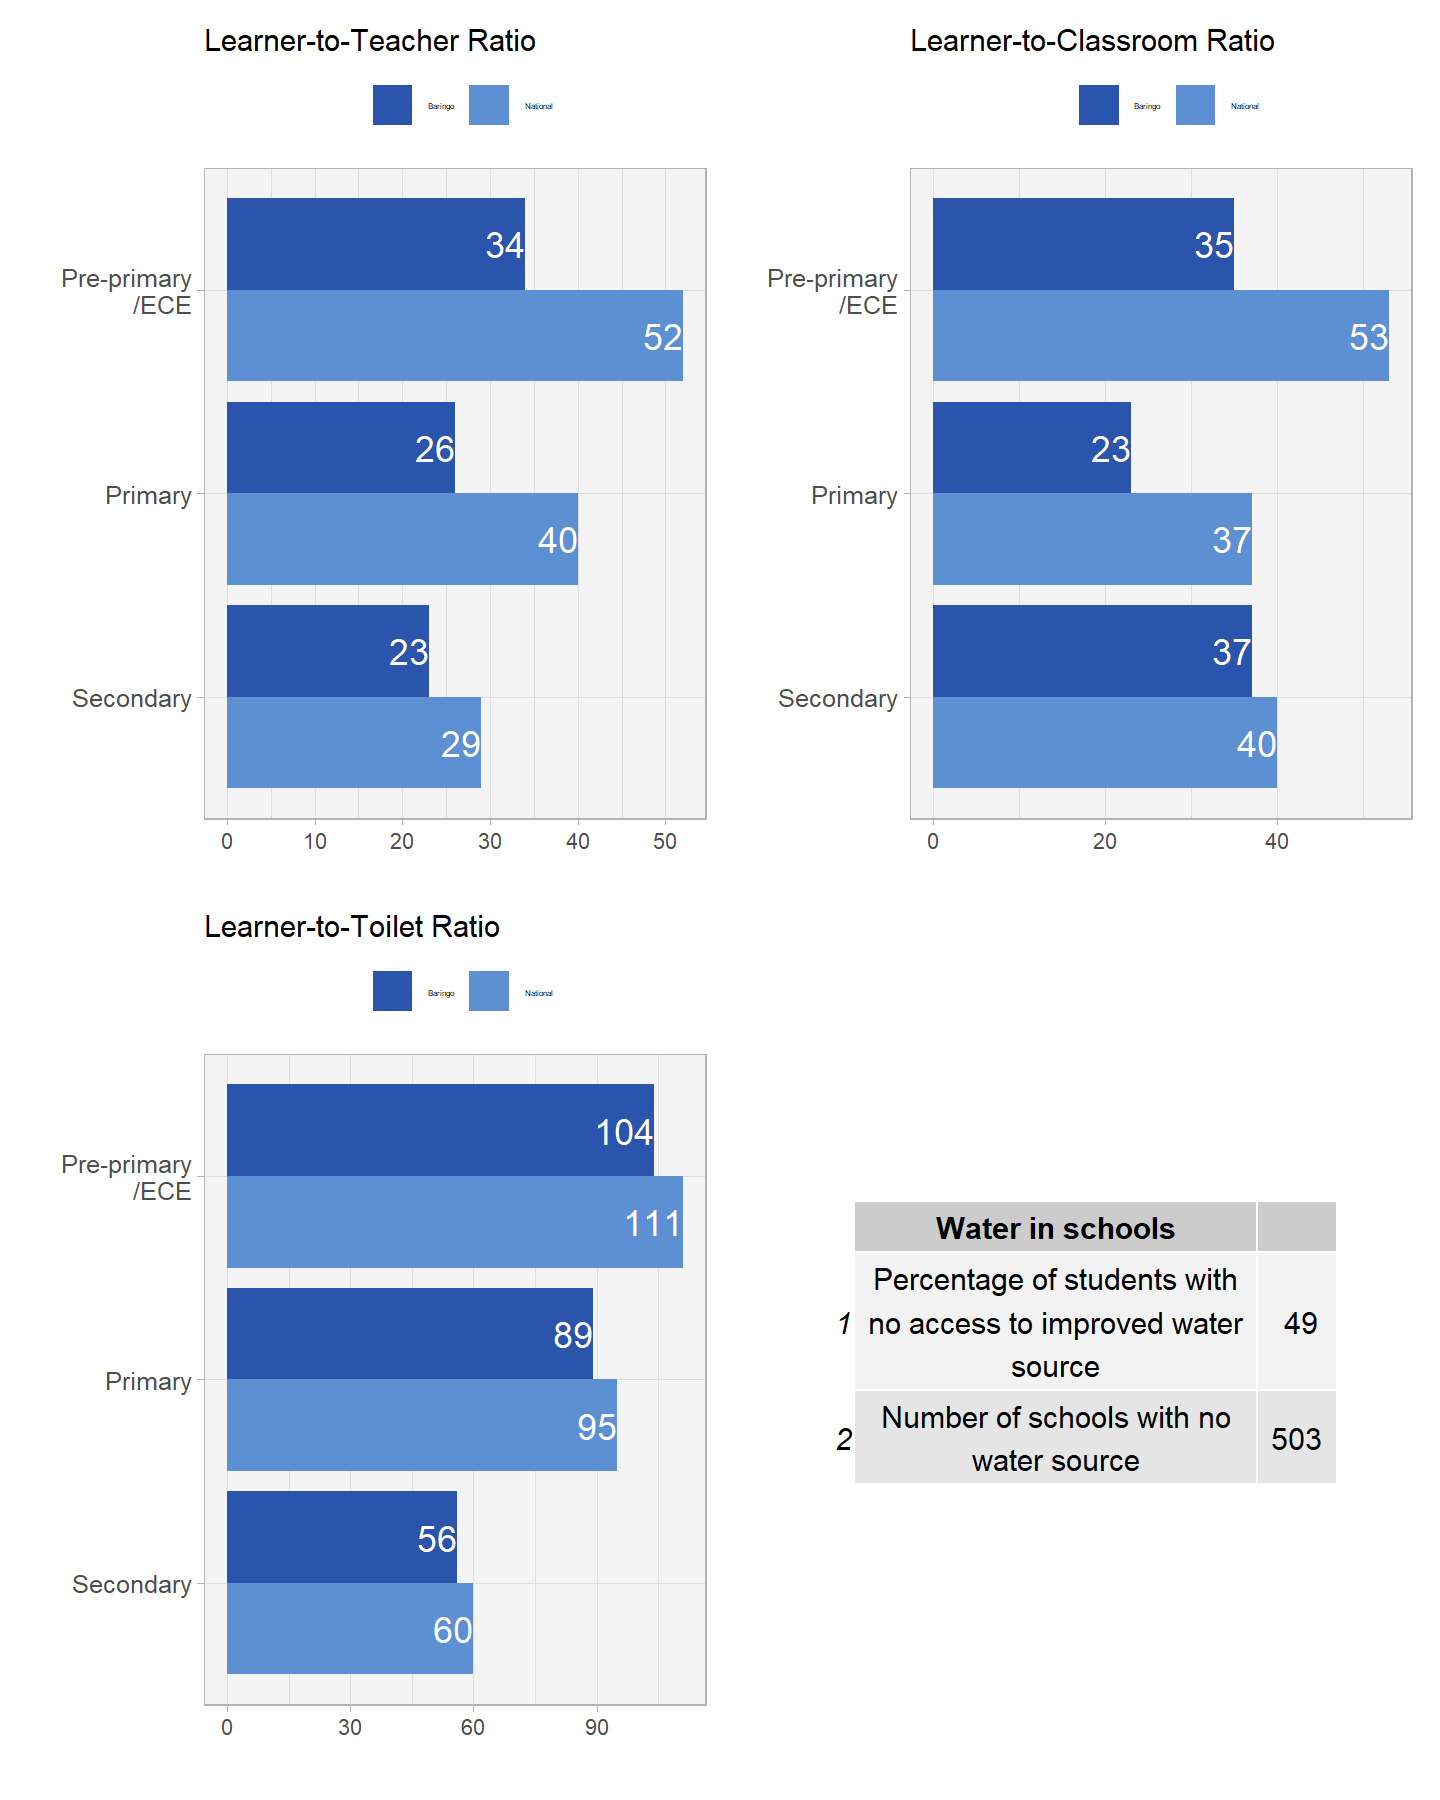 Learner-to-Teacher Ratio
Baringo National
Pre-primary
/ECE
34
52
Primary
26
40
Secondary
23
29
0 10 20 30 40 50
Learner-to-Classroom Ratio
Baringo National
Pre-primary
/ECE
35
53
Primary
23
37
Secondary
37
40
0 20 40
Learner-to-Toilet Ratio
Baringo National
Pre-primary
/ECE
104
111
Primary
89
95
Secondary
56
60
0 30 60 90
Water in schools
1 Percentage of students with
no access to improved water
source 49
2 Number of schools with no
water source 503